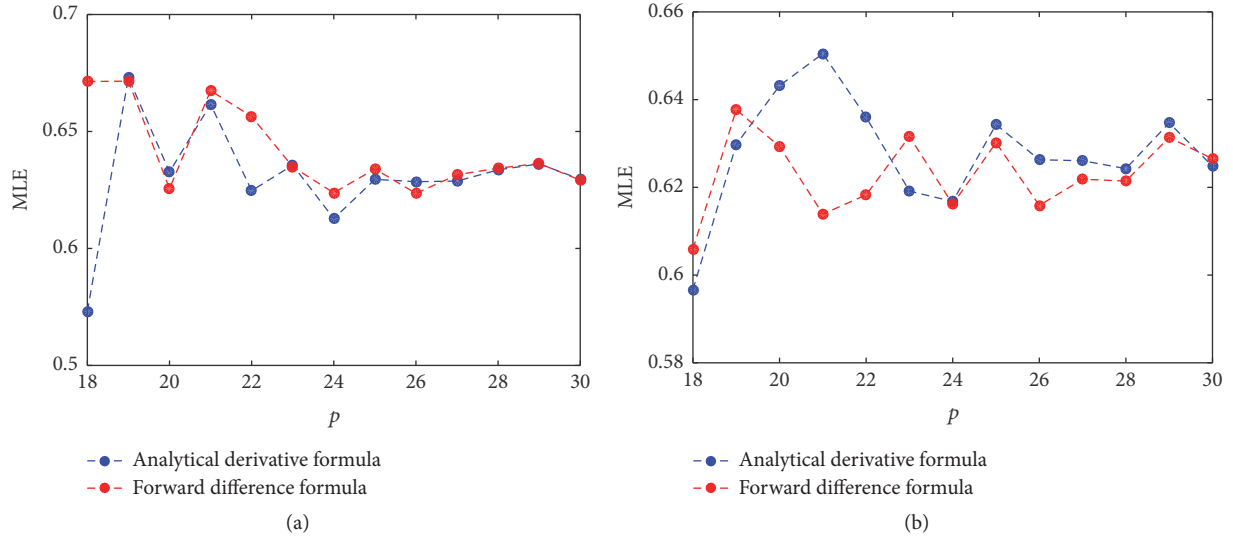 0.7
0.65
0.6
0.5
MLE
18 20 22 24 26 28 30
p
Analytical derivative formula
Forward difference formula
(a)
0.66
0.64
0.62
0.6
0.58
MLE
18 20 22 24 26 28 30
p
Analytical derivative formula
Forward difference formula
(b)